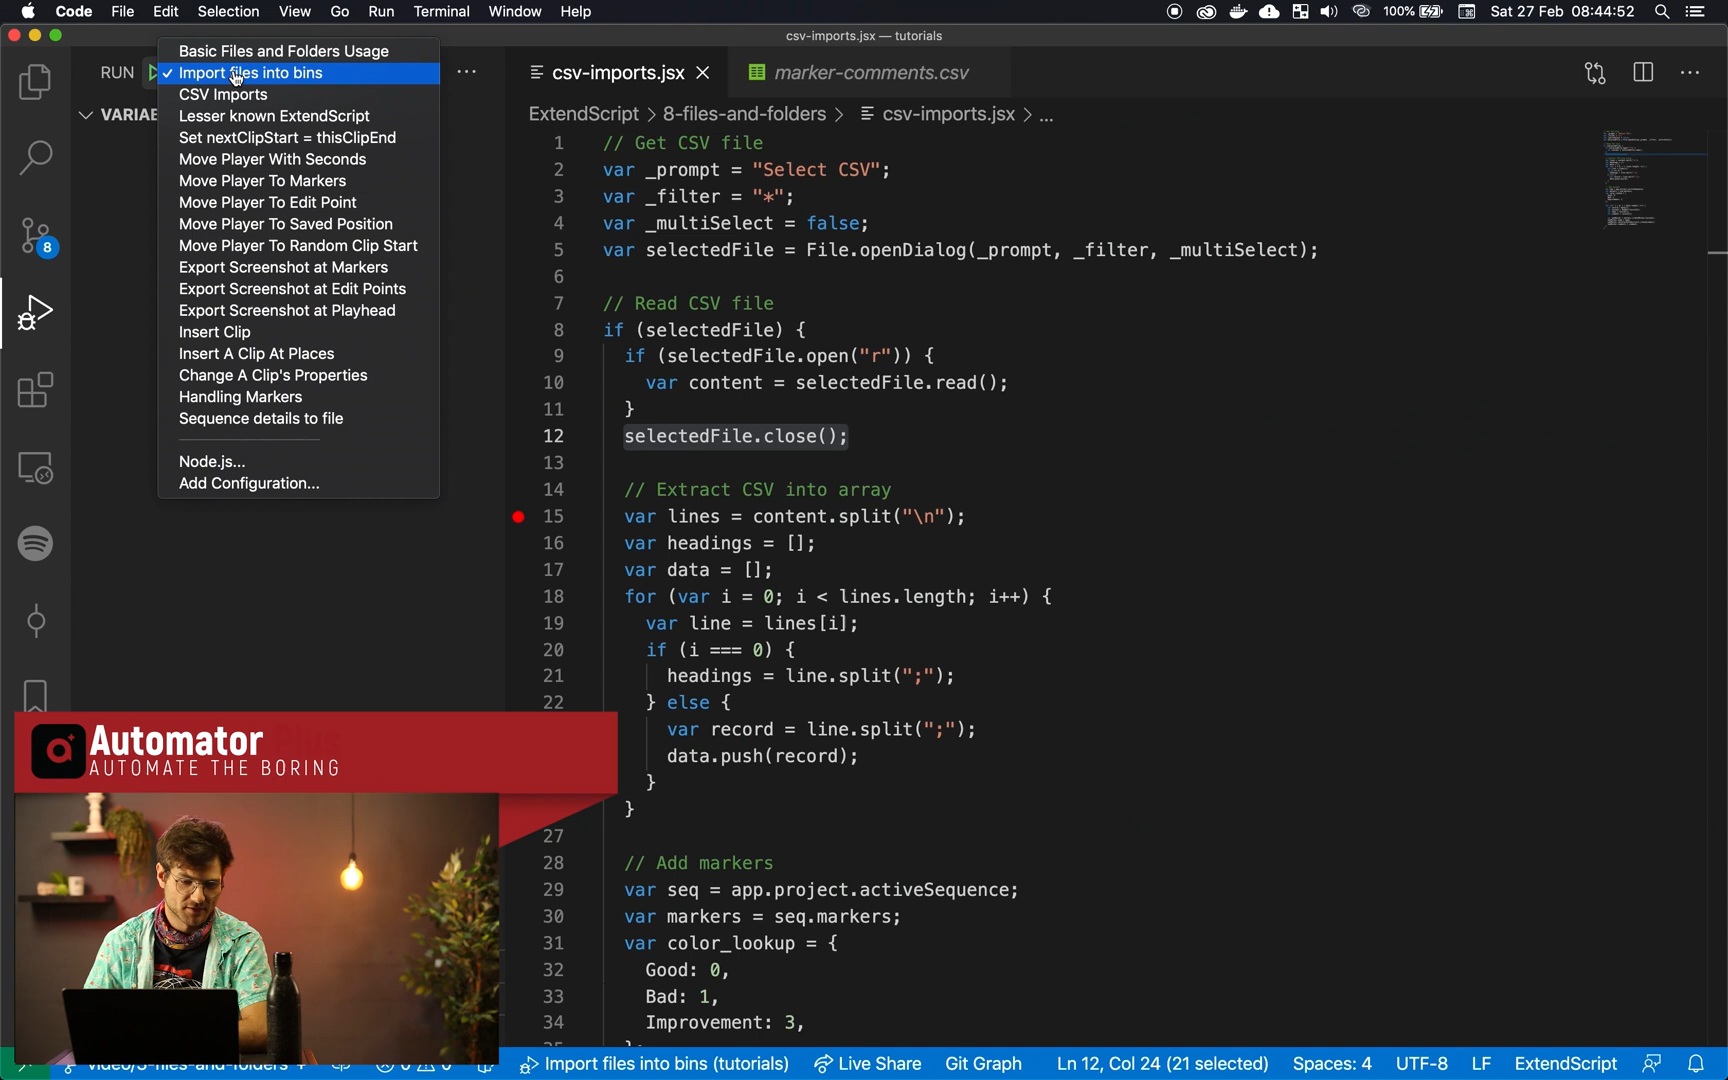 Code File Edit Selection View Go Run Terminal Window Help
100% Sat 27 Feb 08:44:52
csv-imports.jsx — tutorials
RUN
VARIAB
Basic Files and Folders Usage
✓ Import files into bins
CSV Imports
Lesser known ExtendScript
Set nextClipStart = thisClipEnd
Move Player With Seconds
Move Player To Markers
Move Player To Edit Point
Move Player To Saved Position
Move Player To Random Clip Start
Export Screenshot at Markers
Export Screenshot at Edit Points
Export Screenshot at Playhead
Insert Clip
Insert A Clip At Places
Change A Clip's Properties
Handling Markers
Sequence details to file
Node.js...
Add Configuration...
8
csv-imports.jsx
marker-comments.csv
ExtendScript > 8-files-and-folders > csv-imports.jsx > ...
1 // Get CSV file
2 var _prompt = "Select CSV";
3 var _filter = "*";
4 var _multiSelect = false;
5 var selectedFile = File.openDialog(_prompt, _filter, _multiSelect);
6
7 // Read CSV file
8 if (selectedFile) {
9 if (selectedFile.open("r")) {
10 var content = selectedFile.read();
11 }
12 selectedFile.close();
13
14 // Extract CSV into array
15 var lines = content.split("\n");
16 var headings = [];
17 var data = [];
18 for (var i = 0; i < lines.length; i++) {
19 var line = lines[i];
20 if (i === 0) {
21 headings = line.split(";");
22 } else {
var record = line.split(";");
data.push(record);
}
}
27
28 // Add markers
29 var seq = app.project.activeSequence;
30 var markers = seq.markers;
31 var color_lookup = {
32 Good: 0,
33 Bad: 1,
34 Improvement: 3,
Automator Plus
AUTOMATE THE BORING
Import files into bins (tutorials) Live Share Git Graph Ln 12, Col 24 (21 selected) Spaces: 4 UTF-8 LF ExtendScript